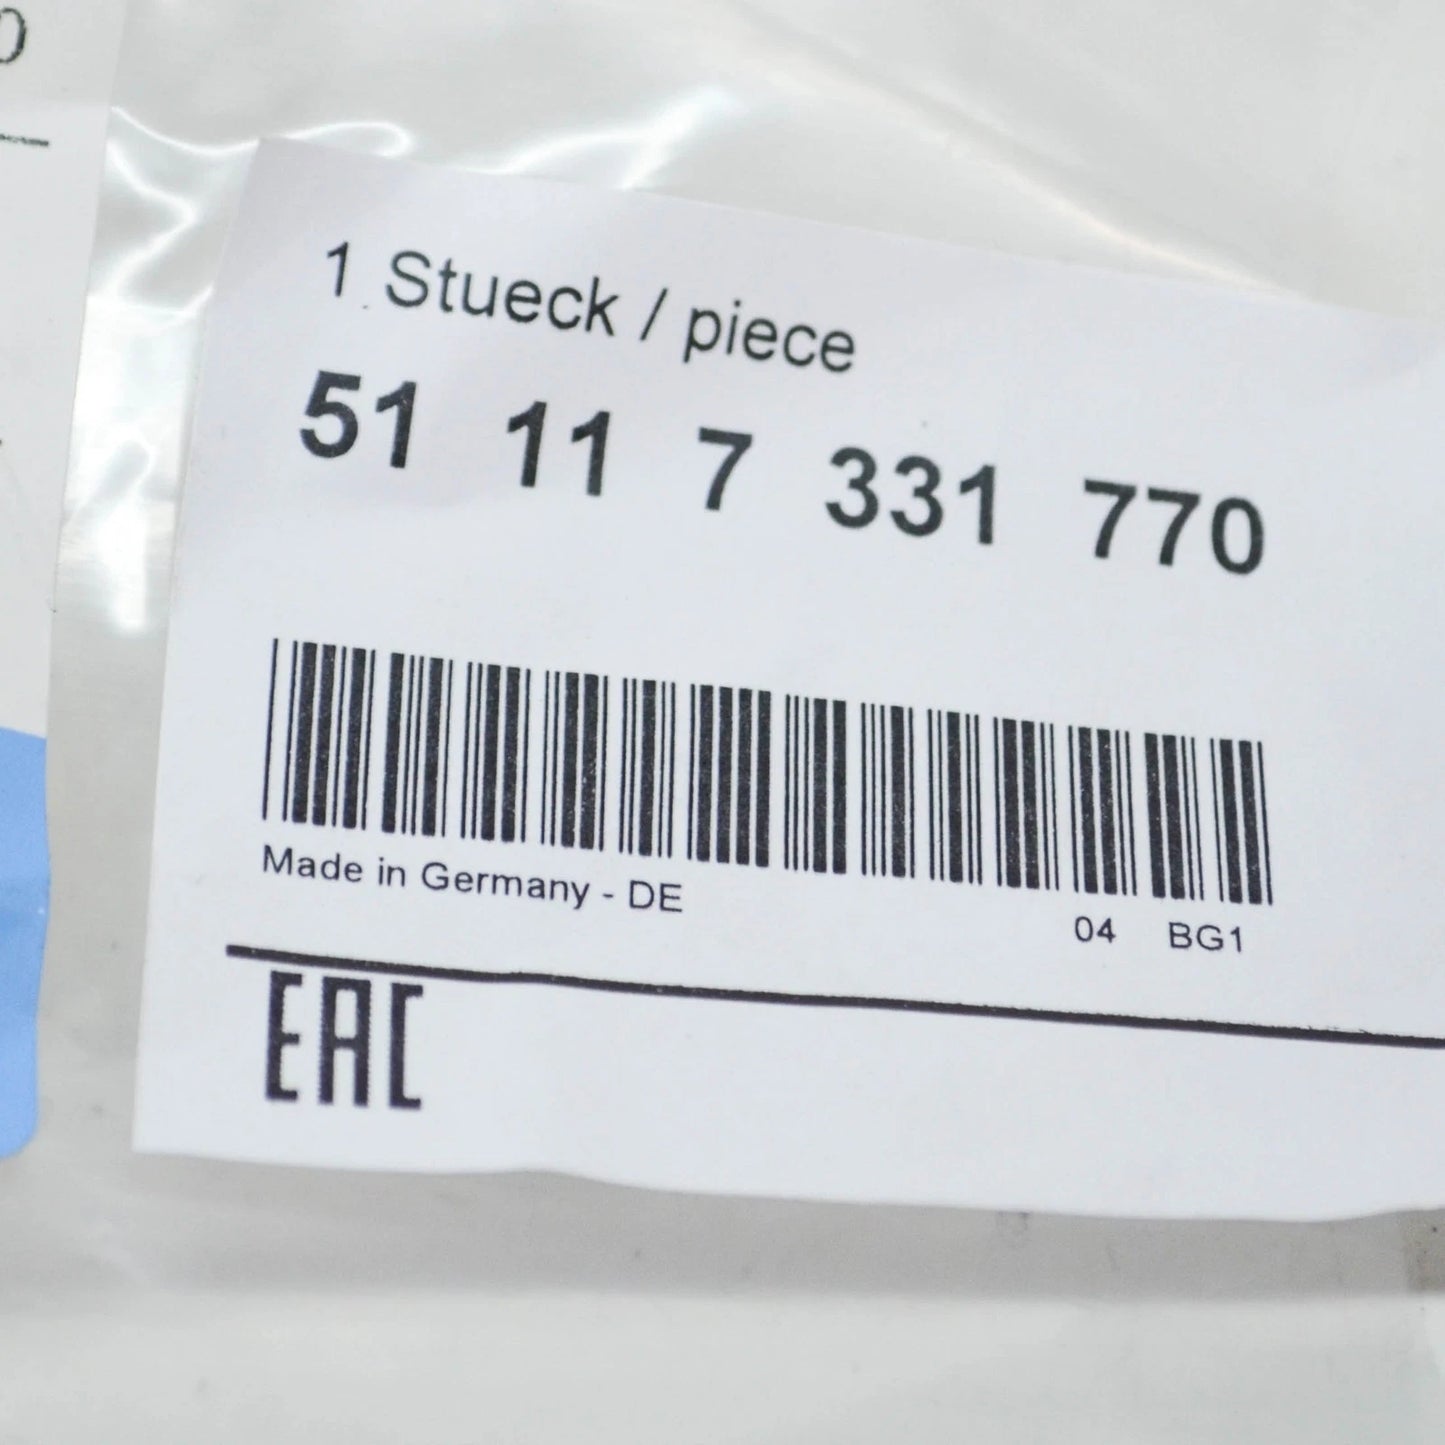 1 Stueck / piece
51 11 7 331 770
Made in Germany - DE
04 BG1
EAC